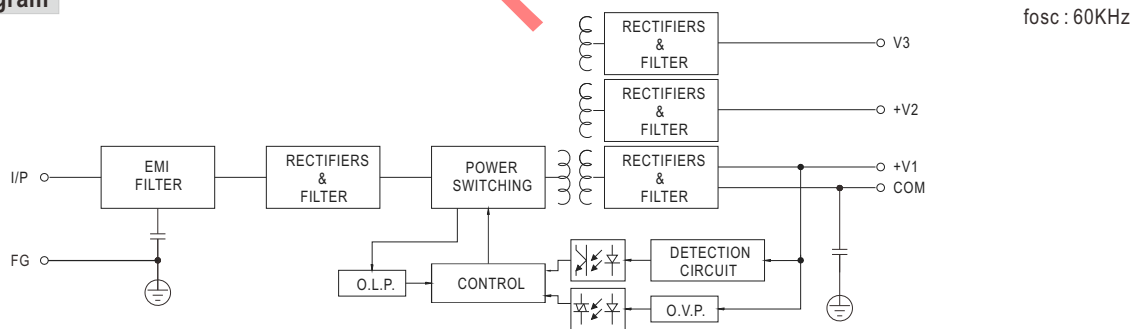 fosc : 60KHz
RECTIFIERS
&
FILTER
V3
RECTIFIERS
&
FILTER
+V2
I/P
EMI
FILTER
RECTIFIERS
&
FILTER
POWER
SWITCHING
RECTIFIERS
&
FILTER
+V1
COM
FG
O.L.P.
CONTROL
DETECTION
CIRCUIT
O.V.P.